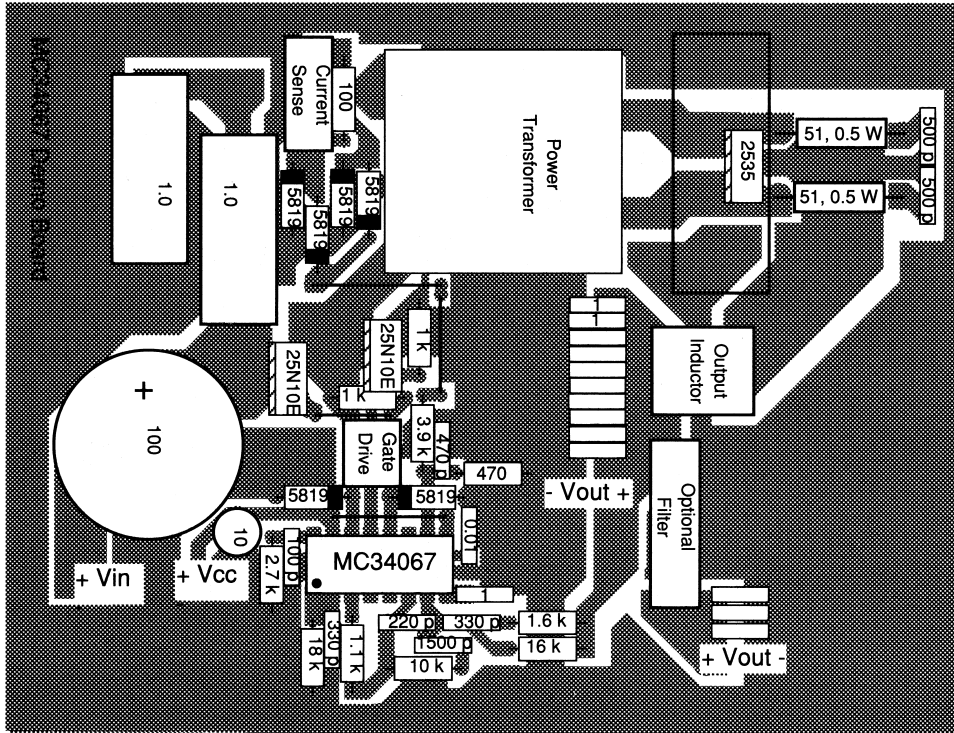 MC34067 Demo Board
1.0
1.0
Current
Sense
100
5819
5819
5819
5819
Power
Transformer
2535
51, 0.5 W
51, 0.5 W
500 p
500 p
1
1
Output
Inductor
25N10E
25N10E
1 k
1 k
+
100
Gate
Drive
3.9 k
470 p
470
- Vout +
Optional
Filter
5819
5819
10
0.01
100 p
2.7 k
MC34067
+ Vin
+ Vcc
1
220 p
330 p
1.6 k
1500 p
16 k
18 k
330 p
1.1 k
10 k
+ Vout -